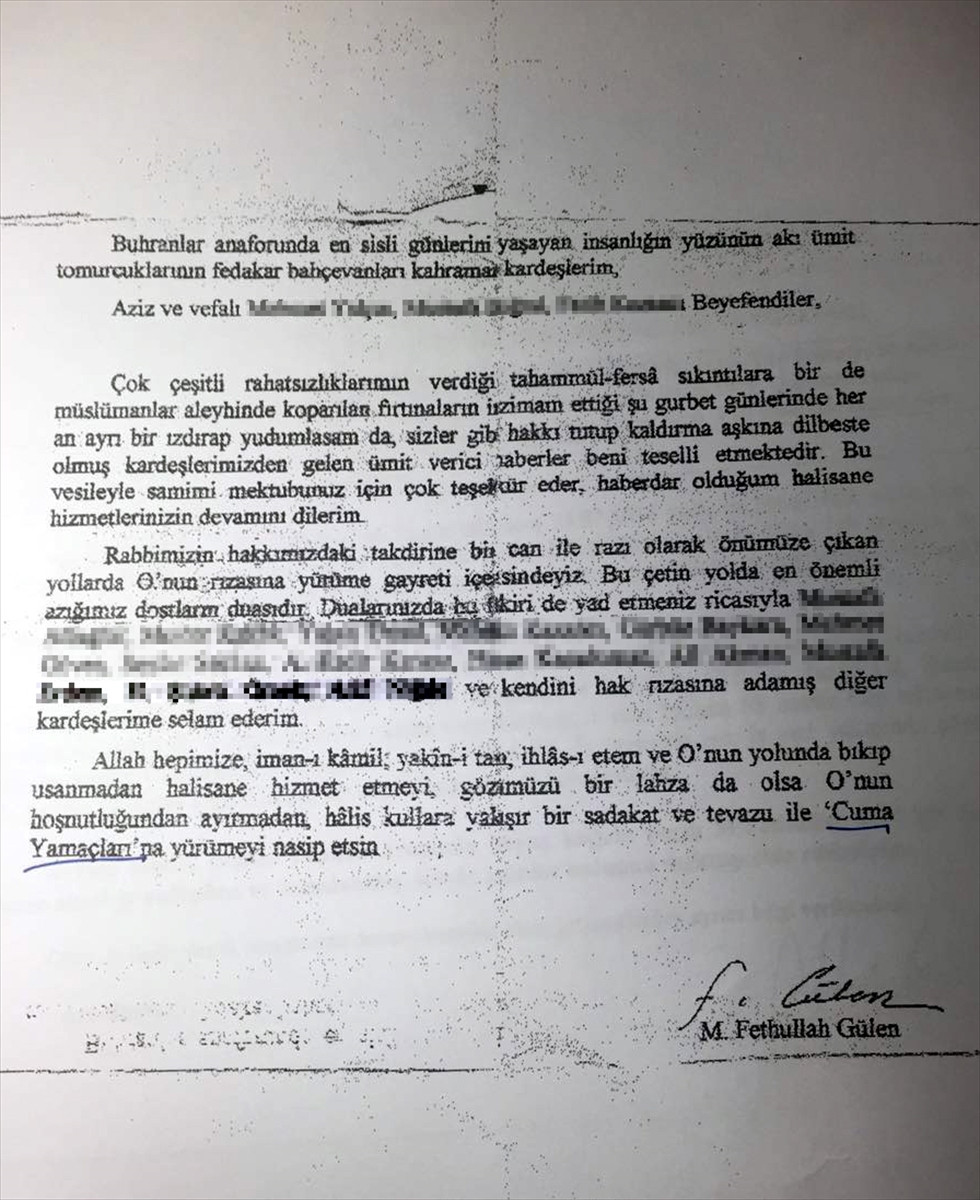 Buhranlar anaforunda en sisli günlerini yaşayan insanlığın yüzünün akı ümit
tomurcuklarının fedakar bahçevanları kahraman kardeşlerim,
Aziz ve vefalı Beyefendiler,
Çok çeşitli rahatsızlıklarımın verdiği tahammül-fersâ sıkıntılara bir de
müslümanlar aleyhinde koparılan fırtınaların inzimam ettiği şu gurbet günlerinde her
an ayrı bir ızdırap yudumlasam da, sizler gibi hakkı tutup kaldırma aşkına dilbeste
olmuş kardeşlerimizden gelen ümit verici haberler beni teselli etmektedir. Bu
vesileyle samimi mektubunuz için çok teşekkür eder, haberdar olduğum halisane
hizmetlerinizin devamını dilerim.
Rabbimizin hakkımızdaki takdirine bin can ile razı olarak önümüze çıkan
yollarda O'nun rızasına yürüme gayreti içerisindeyiz. Bu çetin yolda en önemli
azığımız dostların duasıdır. Dualarınızda bu fakiri de yad etmeniz ricasıyla
ve kendini hak rızasına adamış diğer
kardeşlerime selam ederim.
Allah hepimize, iman-ı kâmil, yakîn-i tam, ihlâs-ı etem ve O'nun yolunda bıkıp
usanmadan halisane hizmet etmeyi, gözümüzü bir lahza da olsa O'nun
hoşnutluğundan ayırmadan, hâlis kullara yakışır bir sadakat ve tevazu ile 'Cuma
Yamaçları'na yürümeyi nasip etsin
F. Gülen
M. Fethullah Gülen